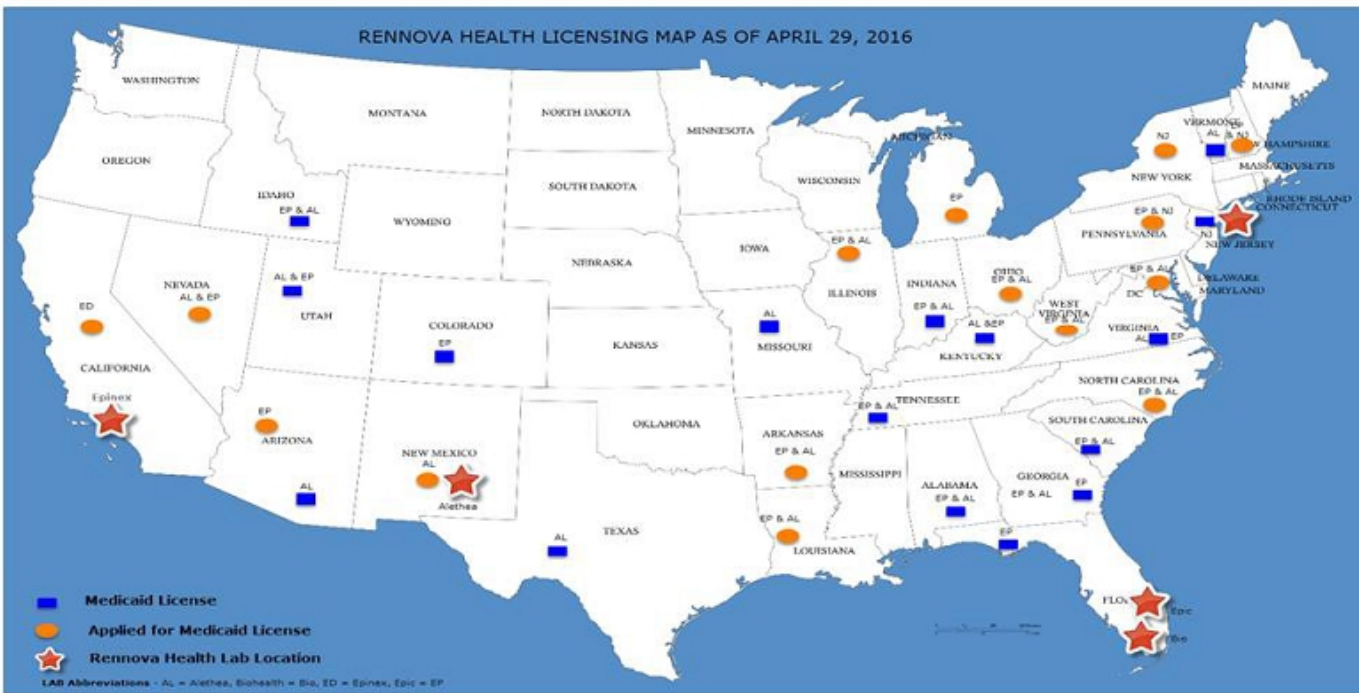 RENNOVA HEALTH LICENSING MAP AS OF APRIL 29, 2016
WASHINGTON
MONTANA
NORTH DAKOTA
MINNESOTA
MICHIGAN
MAINE
VERMONT
AL
EP
& NJ
NJ
HAMPSHIRE
OREGON
IDAHO
EP & AL
SOUTH DAKOTA
WISCONSIN
EP
NEW YORK
MASSACHUSETTS
RHODE ISLAND
CONNECTICUT
WYOMING
IOWA
EP & AL
EP & NJ
PENNSYLVANIA
NJ
NEW JERSEY
NEBRASKA
NEVADA
AL & EP
AL & EP
UTAH
ILLINOIS
INDIANA
EP & AL
OHIO
EP & AL
EP & AL
DC
DELAWARE
MARYLAND
ED
COLORADO
EP
KANSAS
AL
MISSOURI
AL &EP
KENTUCKY
WEST
VIRGINIA
EP & AL
VIRGINIA
AL
EP
CALIFORNIA
Epinex
EP
ARIZONA
AL
NEW MEXICO
AL
Alethea
OKLAHOMA
ARKANSAS
EP & AL
EP & AL
TENNESSEE
NORTH CAROLINA
EP & AL
SOUTH CAROLINA
EP & AL
MISSISSIPPI
ALABAMA
EP & AL
GEORGIA
EP & AL
EP
TEXAS
AL
EP & AL
LOUISIANA
EP
FLO
Epic
Bio
Medicaid License
Applied for Medicaid License
Rennova Health Lab Location
LAB Abbreviations - AL = Alethea, Biohealth = Bio, ED = Epinex, Epic = EP